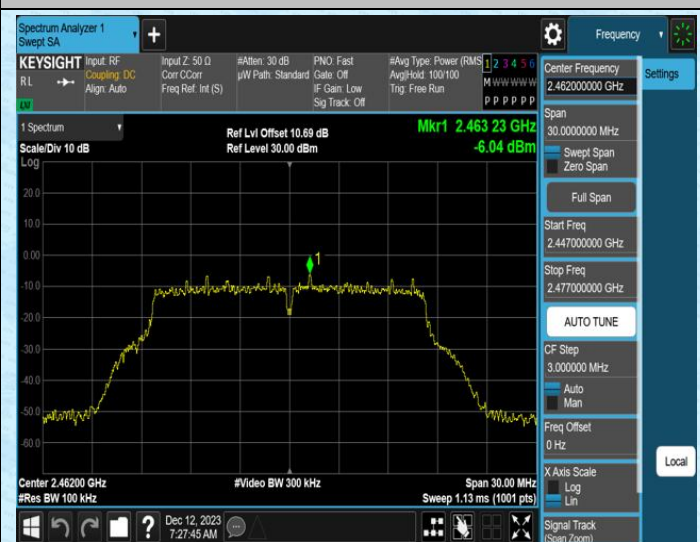 Spectrum Analyzer 1
Swept SA
+
Frequency
KEYSIGHT
RL
LXI
Input: RF
Coupling: DC
Align: Auto
Input Z: 50 Ω
Corr CCorr
Freq Ref: Int (S)
#Atten: 30 dB
µW Path: Standard
PNO: Fast
Gate: Off
IF Gain: Low
Sig Track: Off
#Avg Type: Power (RMS
Avg|Hold: 100/100
Trig: Free Run
1 2 3 4 5 6
M W W W W W
P P P P P P
1 Spectrum
Scale/Div 10 dB
Log
Ref Lvl Offset 10.69 dB
Ref Level 30.00 dBm
Mkr1 2.463 23 GHz
-6.04 dBm
20.0
10.0
0.00
-10.0
-20.0
-30.0
-40.0
-50.0
-60.0
1
Center 2.46200 GHz
#Res BW 100 kHz
#Video BW 300 kHz
Span 30.00 MHz
Sweep 1.13 ms (1001 pts)
Center Frequency
2.462000000 GHz
Settings
Span
30.0000000 MHz
Swept Span
Zero Span
Full Span
Start Freq
2.447000000 GHz
Stop Freq
2.477000000 GHz
AUTO TUNE
CF Step
3.000000 MHz
Auto
Man
Freq Offset
0 Hz
X Axis Scale
Log
Lin
Local
Signal Track
(Span Zoom)
?
Dec 12, 2023
7:27:45 AM